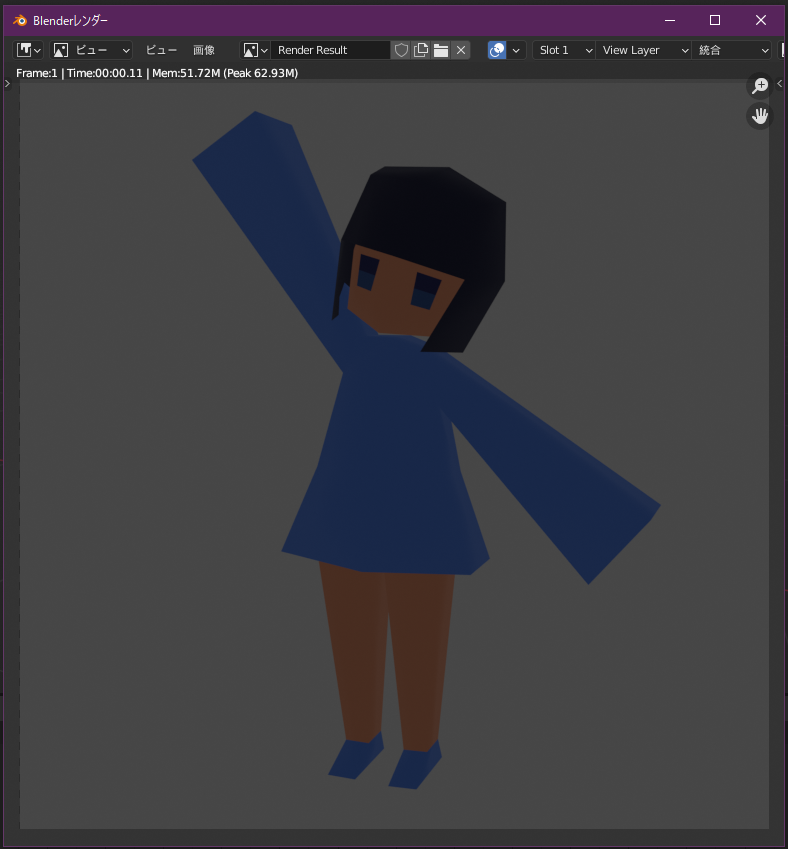 Blenderレンダー
ビュー ビュー 画像 Render Result Slot 1 View Layer 統合
Frame:1 | Time:00:00.11 | Mem:51.72M (Peak 62.93M)